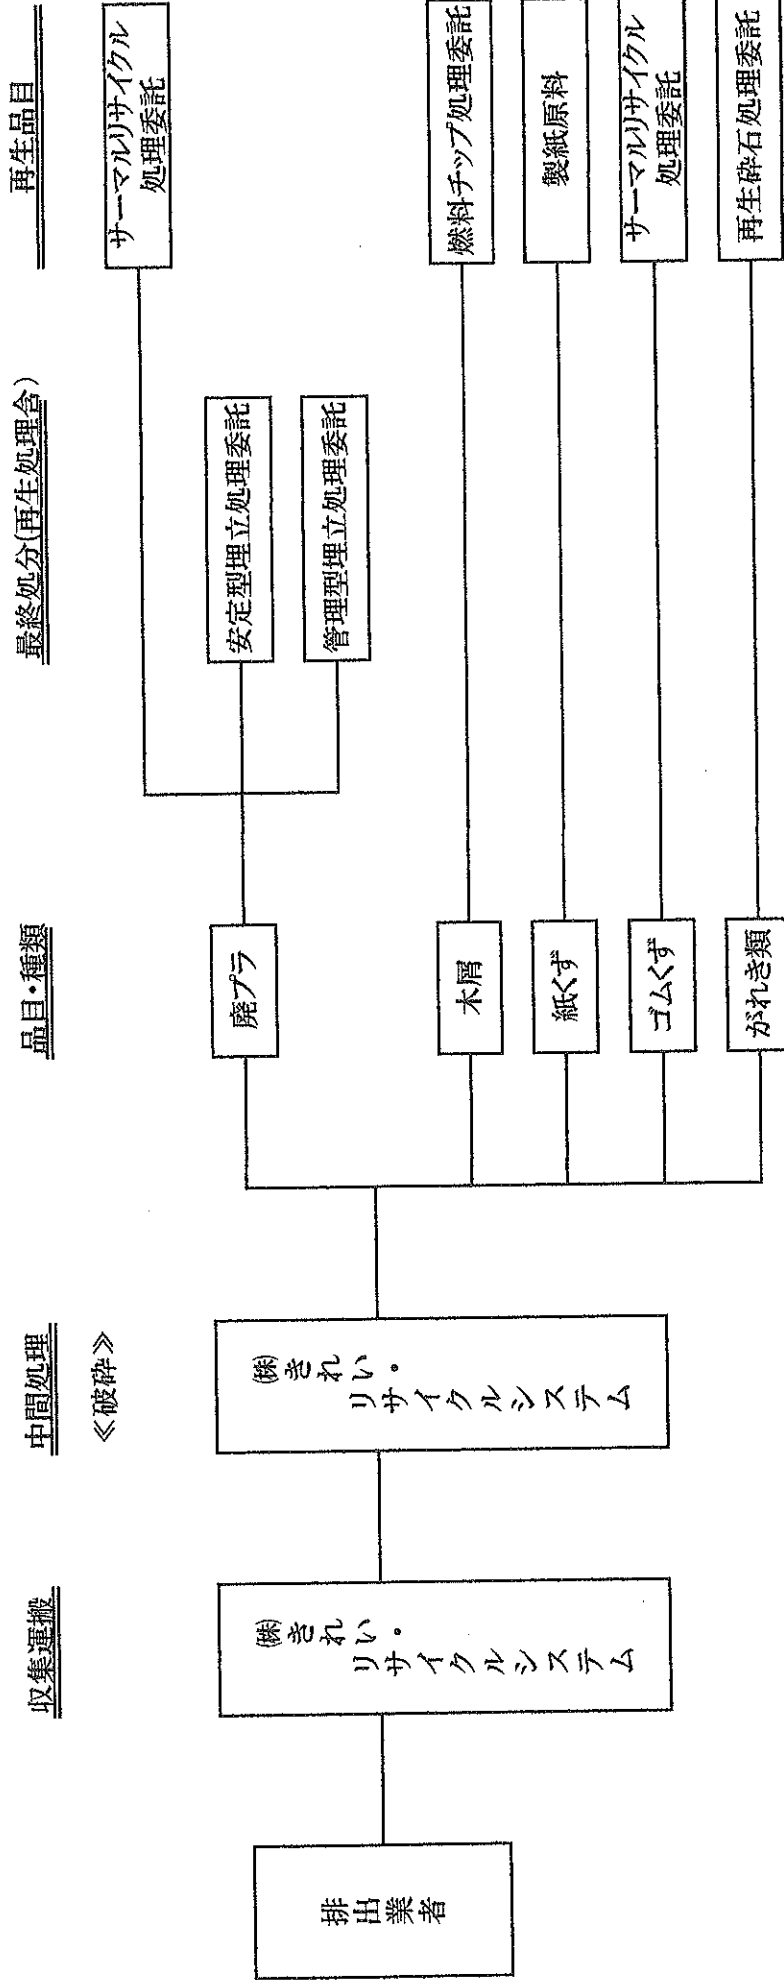 収集運搬
中間処理
品目・種類
最終処分(再生処理含)
再生品目
≪破砕≫
排出業者
㈱きれい。
リサイクルシステム
㈱きれい。
リサイクルシステム
廃プラ
木屑
紙くず
ゴムくず
がれき類
安定型埋立処理委託
管理型埋立処理委託
サーマルリサイクル
処理委託
燃料チップ処理委託
製紙原料
サーマルリサイクル
処理委託
再生砕石処理委託